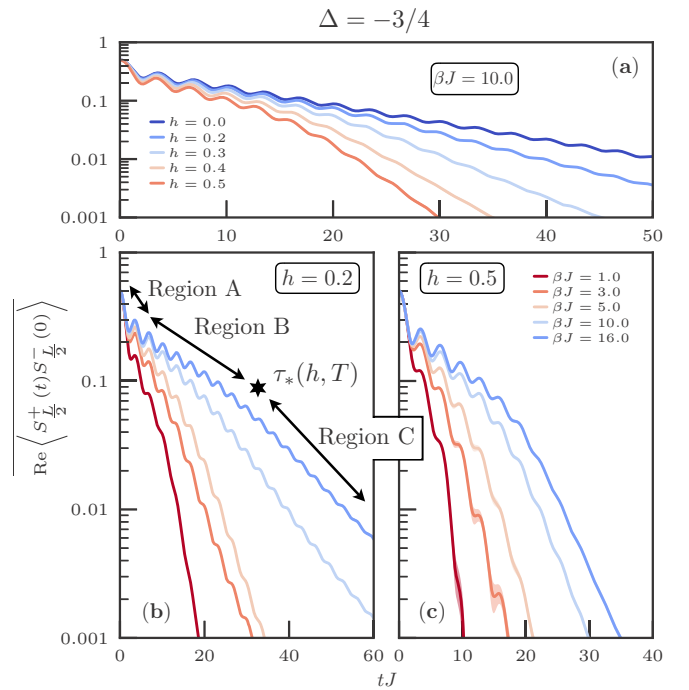 Δ = −3/4
1
0.1
0.01
0.001
(a)
βJ = 10.0
h = 0.0
h = 0.2
h = 0.3
h = 0.4
h = 0.5
0 10 20 30 40 50
Re⟨S⁺_{L/2}(t)S⁻_{L/2}(0)⟩
1
0.1
0.01
0.001
h = 0.2
Region A
Region B
τ_*(h, T)
Region C
(b)
0 20 40 60
h = 0.5
βJ = 1.0
βJ = 3.0
βJ = 5.0
βJ = 10.0
βJ = 16.0
(c)
0 10 20 30 40
tJ